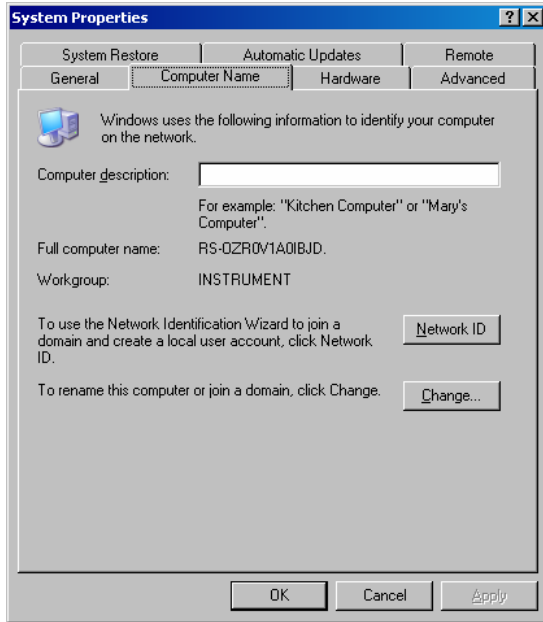 System Properties
System Restore Automatic Updates Remote
General Computer Name Hardware Advanced
Windows uses the following information to identify your computer
on the network.
Computer description:
For example: "Kitchen Computer" or "Mary's
Computer".
Full computer name: RS-OZR0V1A0IBJD.
Workgroup: INSTRUMENT
To use the Network Identification Wizard to join a
domain and create a local user account, click Network
ID.
Network ID
To rename this computer or join a domain, click Change.
Change...
OK Cancel Apply